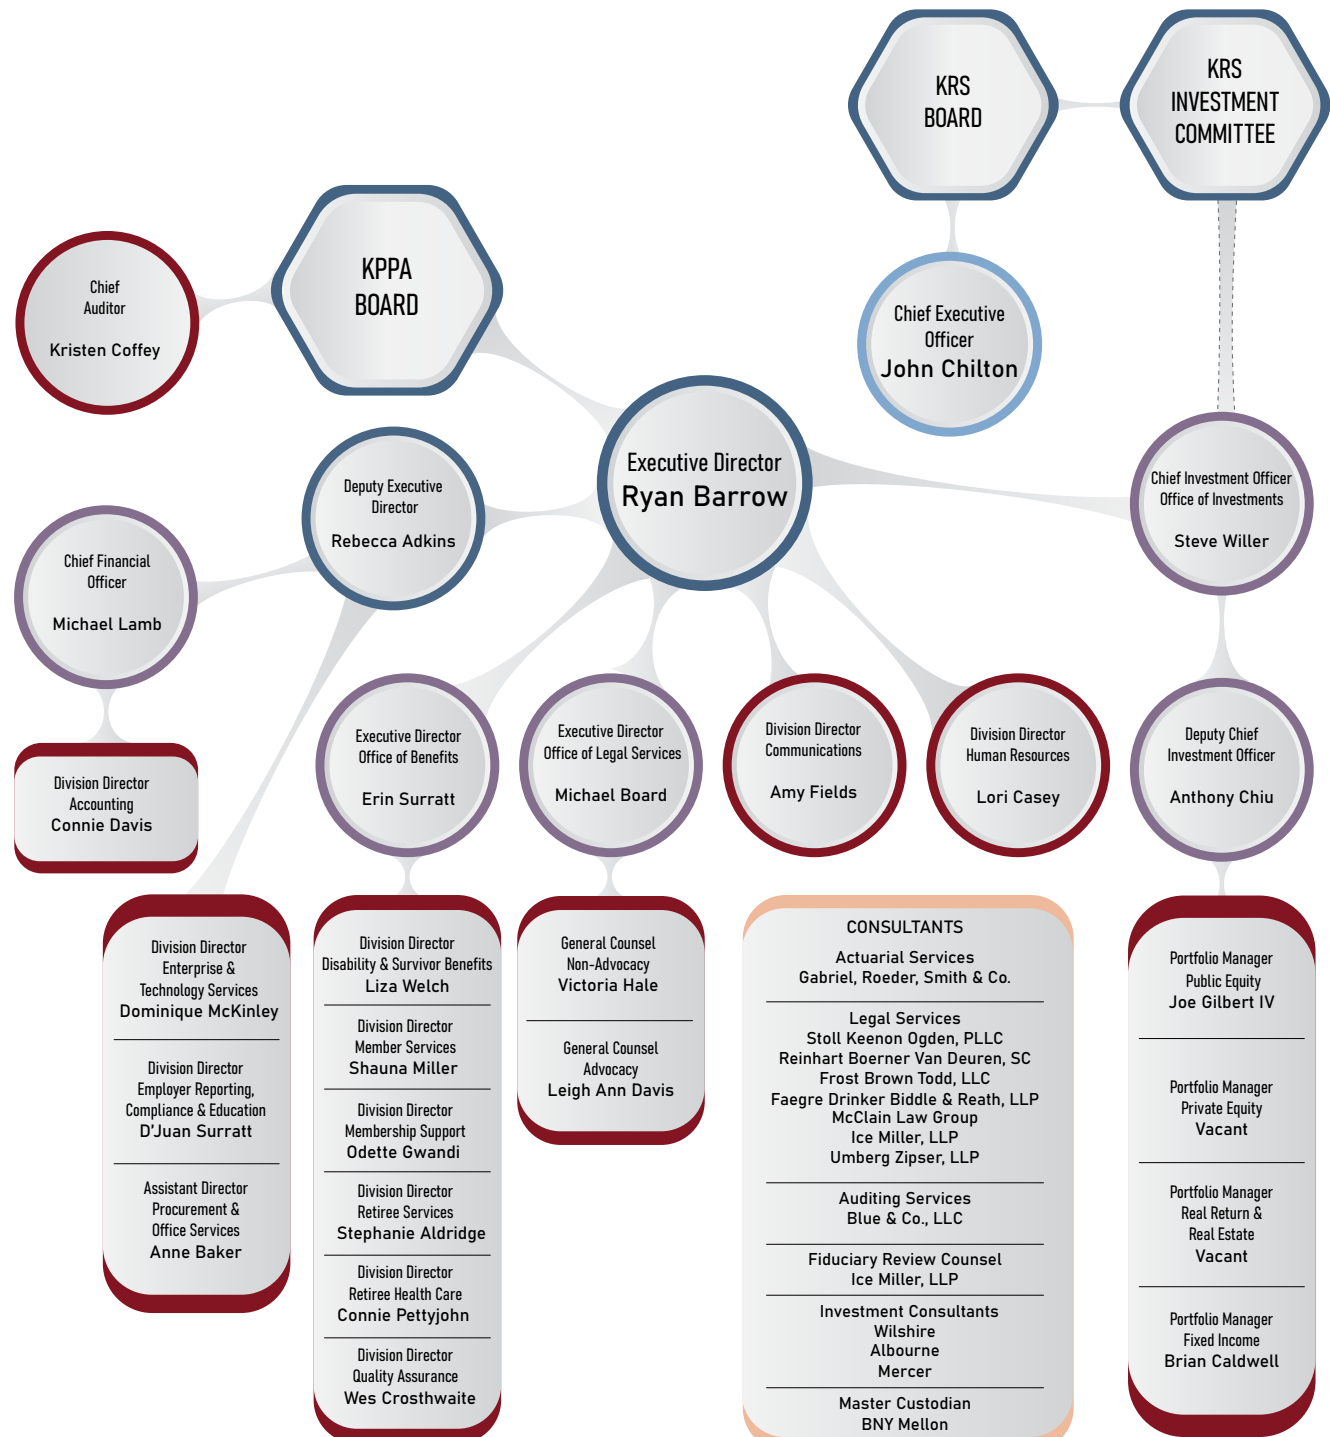 KRS
BOARD
KRS
INVESTMENT
COMMITTEE
KPPA
BOARD
Chief
Auditor
Kristen Coffey
Chief Executive
Officer
John Chilton
Executive Director
Ryan Barrow
Deputy Executive
Director
Rebecca Adkins
Chief Investment Officer
Office of Investments
Steve Willer
Chief Financial
Officer
Michael Lamb
Executive Director
Office of Benefits
Erin Surratt
Executive Director
Office of Legal Services
Michael Board
Division Director
Communications
Amy Fields
Division Director
Human Resources
Lori Casey
Deputy Chief
Investment Officer
Anthony Chiu
Division Director
Accounting
Connie Davis
Division Director
Enterprise &
Technology Services
Dominique McKinley
Division Director
Employer Reporting,
Compliance & Education
D'Juan Surratt
Assistant Director
Procurement &
Office Services
Anne Baker
Division Director
Disability & Survivor Benefits
Liza Welch
Division Director
Member Services
Shauna Miller
Division Director
Membership Support
Odette Gwandi
Division Director
Retiree Services
Stephanie Aldridge
Division Director
Retiree Health Care
Connie Pettyjohn
Division Director
Quality Assurance
Wes Crosthwaite
General Counsel
Non-Advocacy
Victoria Hale
General Counsel
Advocacy
Leigh Ann Davis
CONSULTANTS
Actuarial Services
Gabriel, Roeder, Smith & Co.
Legal Services
Stoll Keenon Ogden, PLLC
Reinhart Boerner Van Deuren, SC
Frost Brown Todd, LLC
Faegre Drinker Biddle & Reath, LLP
McClain Law Group
Ice Miller, LLP
Umberg Zipser, LLP
Auditing Services
Blue & Co., LLC
Fiduciary Review Counsel
Ice Miller, LLP
Investment Consultants
Wilshire
Albourne
Mercer
Master Custodian
BNY Mellon
Portfolio Manager
Public Equity
Joe Gilbert IV
Portfolio Manager
Private Equity
Vacant
Portfolio Manager
Real Return &
Real Estate
Vacant
Portfolio Manager
Fixed Income
Brian Caldwell